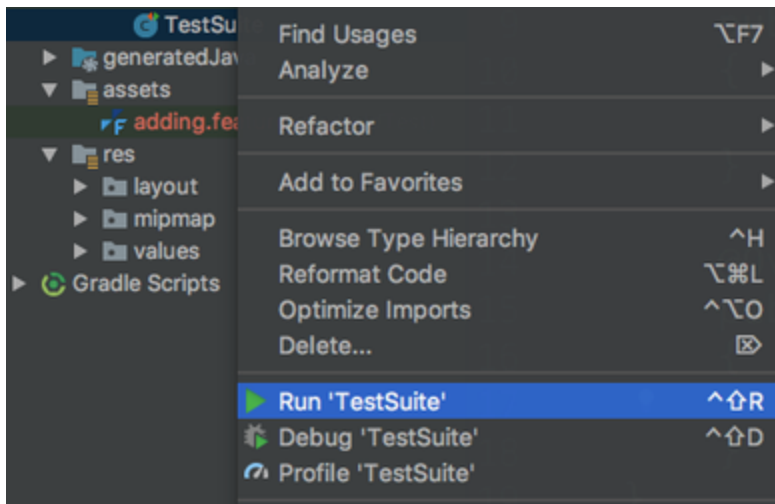 TestSu
generatedJav
assets
adding.fea
res
layout
mipmap
values
Gradle Scripts
Find Usages ⌥F7
Analyze
Refactor
Add to Favorites
Browse Type Hierarchy ^H
Reformat Code ⌥⌘L
Optimize Imports ^⌥O
Delete... ⌦
Run 'TestSuite' ^⇧R
Debug 'TestSuite' ^⇧D
Profile 'TestSuite'